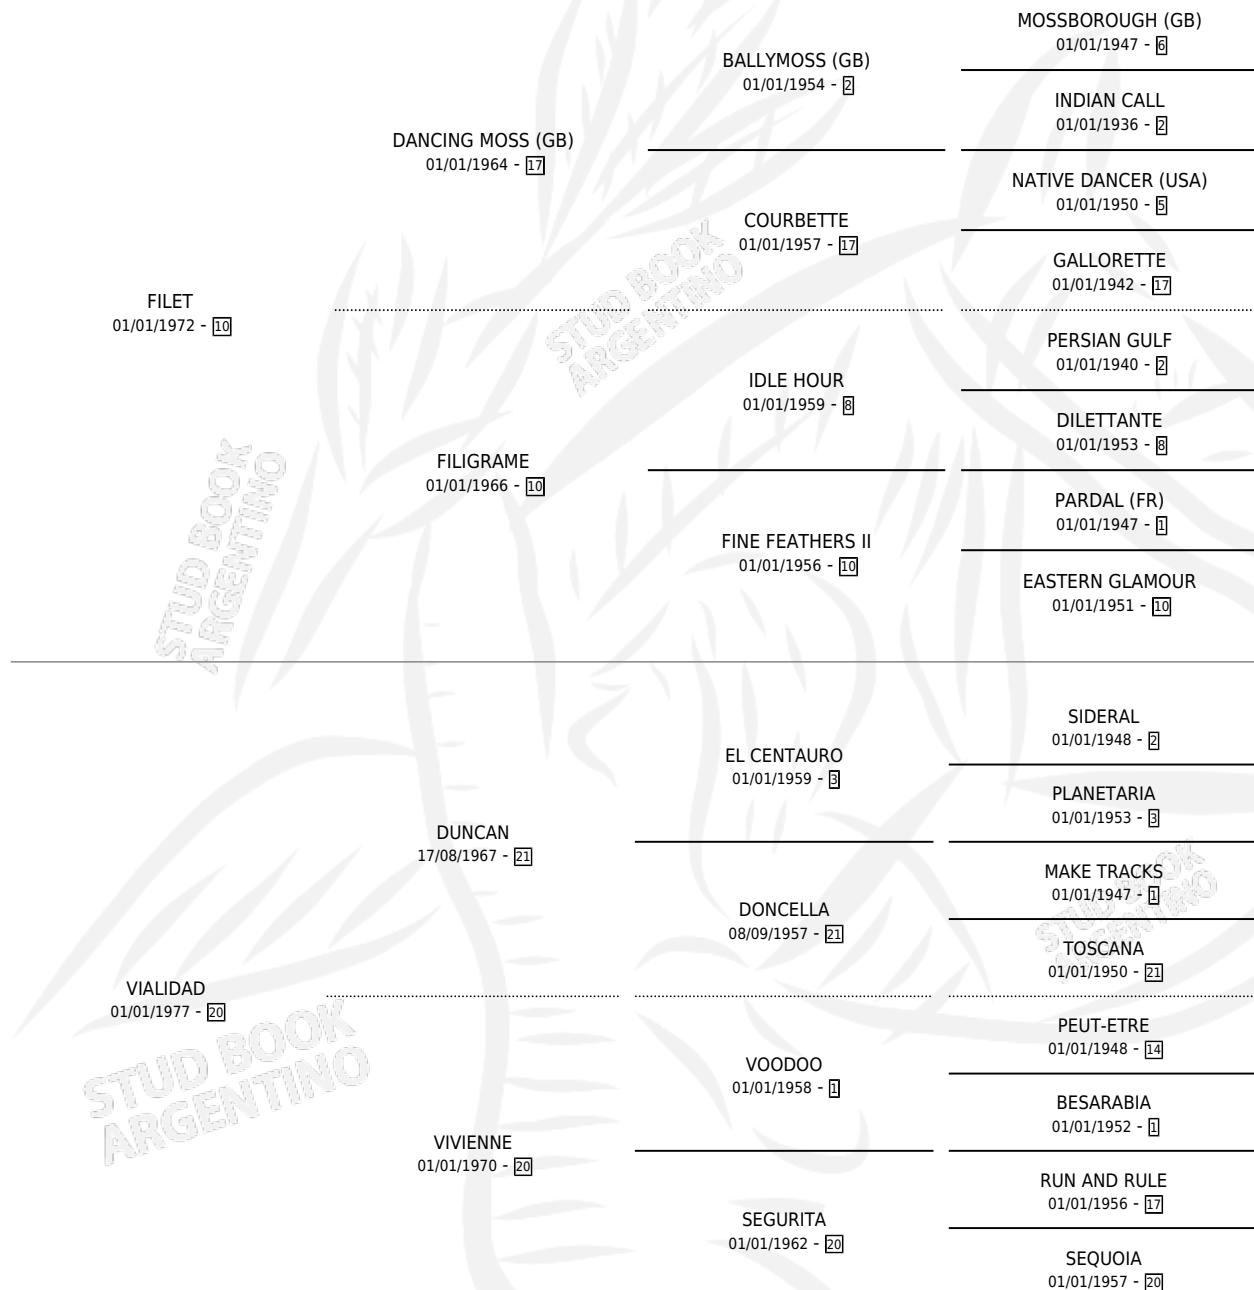 MOSSBOROUGH (GB)
01/01/1947 - 6
BALLYMOSS (GB)
01/01/1954 - 2
INDIAN CALL
01/01/1936 - 2
DANCING MOSS (GB)
01/01/1964 - 17
NATIVE DANCER (USA)
01/01/1950 - 5
COURBETTE
01/01/1957 - 17
GALLORETTE
01/01/1942 - 17
FILET
01/01/1972 - 10
PERSIAN GULF
01/01/1940 - 2
IDLE HOUR
01/01/1959 - 8
DILETTANTE
01/01/1953 - 8
FILIGRAME
01/01/1966 - 10
PARDAL (FR)
01/01/1947 - 1
FINE FEATHERS II
01/01/1956 - 10
EASTERN GLAMOUR
01/01/1951 - 10
SIDERAL
01/01/1948 - 2
EL CENTAURO
01/01/1959 - 3
PLANETARIA
01/01/1953 - 3
DUNCAN
17/08/1967 - 21
MAKE TRACKS
01/01/1947 - 1
DONCELLA
08/09/1957 - 21
TOSCANA
01/01/1950 - 21
VIALIDAD
01/01/1977 - 20
PEUT-ETRE
01/01/1948 - 14
VOODOO
01/01/1958 - 1
BESARABIA
01/01/1952 - 1
VIVIENNE
01/01/1970 - 20
RUN AND RULE
01/01/1956 - 17
SEGURITA
01/01/1962 - 20
SEQUOIA
01/01/1957 - 20
STUD BOOK
ARGENTINO
STUD BOOK
ARGENTINO
STUD BOOK
ARGENTINO
STUD BOOK
ARGENTINO